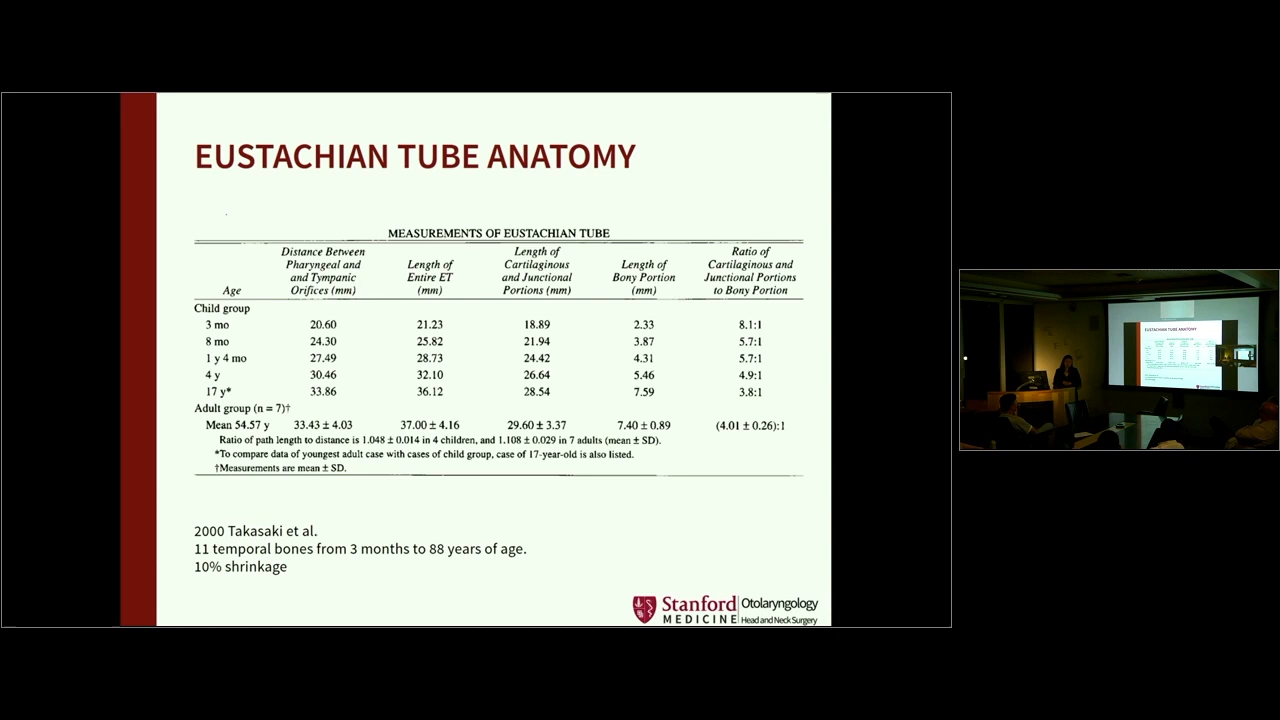 EUSTACHIAN TUBE ANATOMY
MEASUREMENTS OF EUSTACHIAN TUBE
Age
Distance Between Pharyngeal and and Tympanic Orifices (mm)
Length of Entire ET (mm)
Length of Cartilaginous and Junctional Portions (mm)
Length of Bony Portion (mm)
Ratio of Cartilaginous and Junctional Portions to Bony Portion
Child group
3 mo 20.60 21.23 18.89 2.33 8.1:1
8 mo 24.30 25.82 21.94 3.87 5.7:1
1 y 4 mo 27.49 28.73 24.42 4.31 5.7:1
4 y 30.46 32.10 26.64 5.46 4.9:1
17 y* 33.86 36.12 28.54 7.59 3.8:1
Adult group (n = 7)†
Mean 54.57 y 33.43 ± 4.03 37.00 ± 4.16 29.60 ± 3.37 7.40 ± 0.89 (4.01 ± 0.26):1
Ratio of path length to distance is 1.048 ± 0.014 in 4 children, and 1.108 ± 0.029 in 7 adults (mean ± SD).
*To compare data of youngest adult case with cases of child group, case of 17-year-old is also listed.
†Measurements are mean ± SD.
2000 Takasaki et al.
11 temporal bones from 3 months to 88 years of age.
10% shrinkage
Stanford MEDICINE
Otolaryngology
Head and Neck Surgery
EUSTACHIAN TUBE ANATOMY